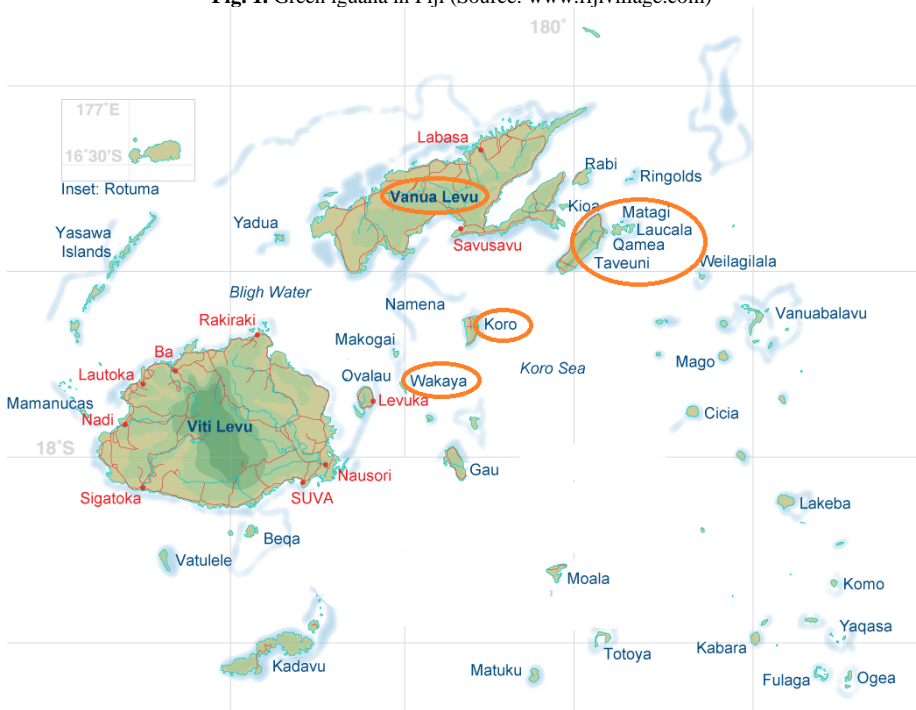 Fig. 1. Green iguana in Fiji (Source: www.fijivillage.com)
180°
177°E
16°30'S
Inset: Rotuma
Labasa
Rabi
Ringolds
Vanua Levu
Kioa
Matagi
Laucala
Qamea
Taveuni
Yadua
Savusavu
Yasawa
Islands
Weilagilala
Bligh Water
Namena
Vanuabalavu
Rakiraki
Koro
Makogai
Ba
Koro Sea
Mago
Lautoka
Ovalau
Wakaya
Mamanucas
Levuka
Cicia
Nadi
Viti Levu
18°S
Gau
Nausori
Sigatoka
SUVA
Lakeba
Beqa
Vatulele
Moala
Komo
Yaqasa
Kabara
Totoya
Kadavu
Matuku
Fulaga
Ogea